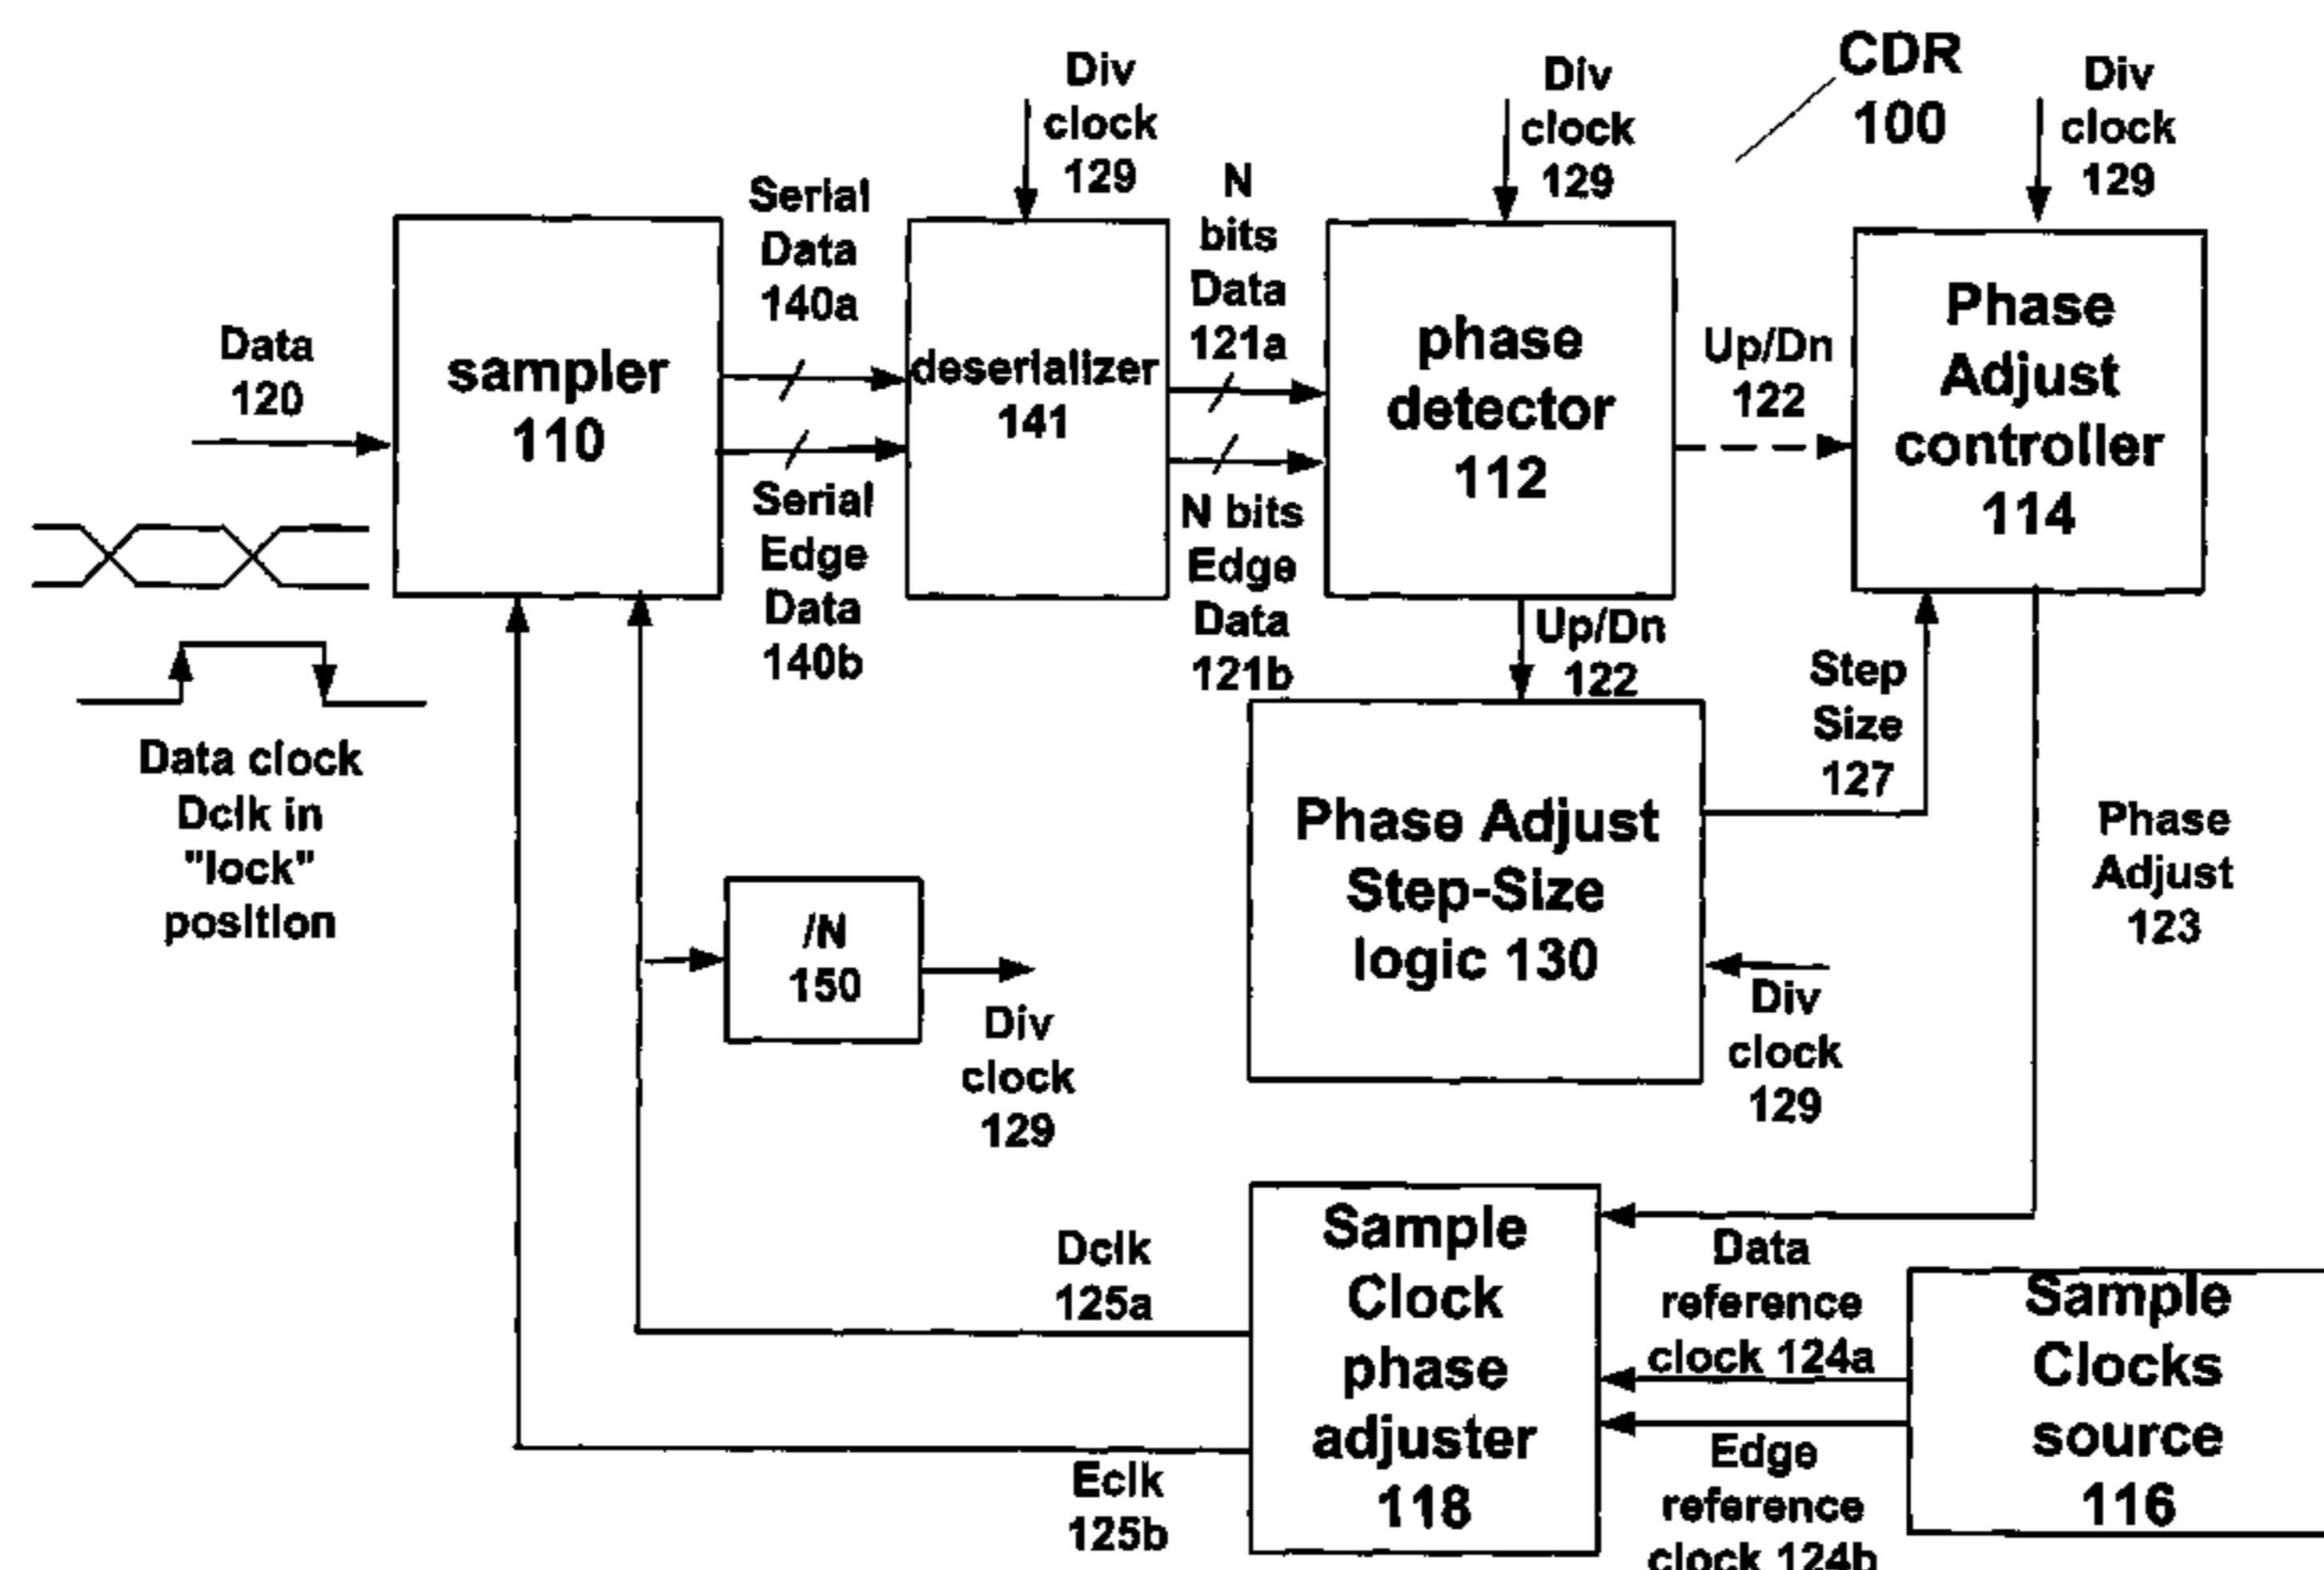 CDR
100
Div
clock
129
Div
clock
129
Div
clock
129
Data
120
sampler
110
Serial
Data
140a
Serial
Edge
Data
140b
deserializer
141
N
bits
Data
121a
N bits
Edge
Data
121b
phase
detector
112
Up/Dn
122
Phase
Adjust
controller
114
Up/Dn
122
Step
Size
127
Data clock
Dclk in
"lock"
position
/N
150
Div
clock
129
Phase Adjust
Step-Size
logic 130
Div
clock
129
Phase
Adjust
123
Dclk
125a
Eclk
125b
Sample
Clock
phase
adjuster
118
Data
reference
clock 124a
Edge
reference
clock 124b
Sample
Clocks
source
116